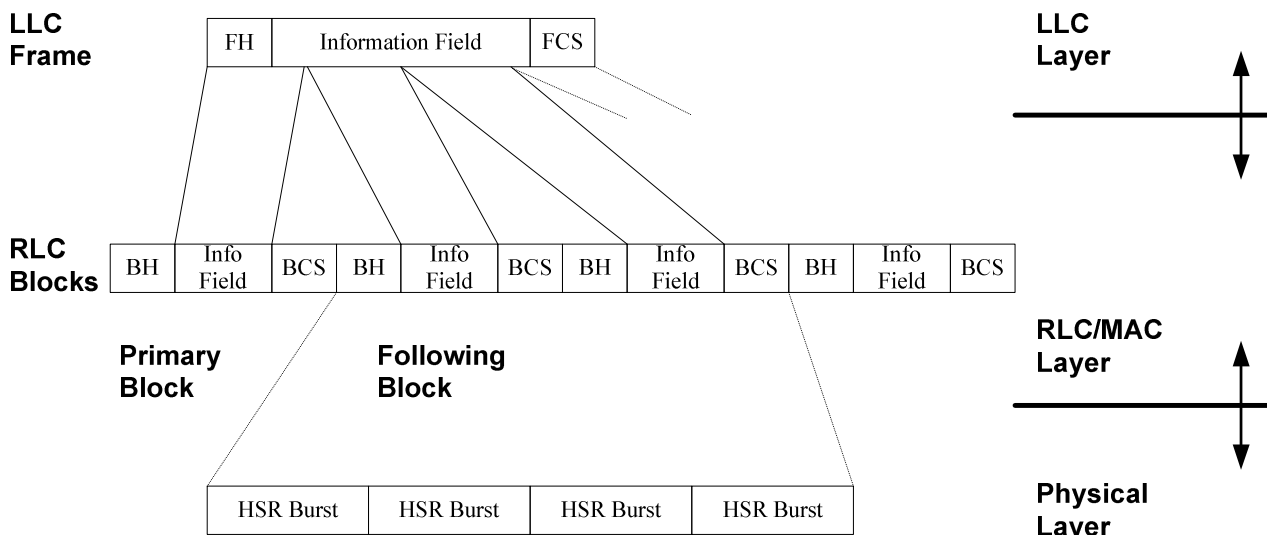 LLC
Frame
FH
Information Field
FCS
LLC
Layer
RLC
Blocks
BH
Info
Field
BCS
BH
Info
Field
BCS
BH
Info
Field
BCS
BH
Info
Field
BCS
Primary
Block
Following
Block
RLC/MAC
Layer
HSR Burst
HSR Burst
HSR Burst
HSR Burst
Physical
Layer